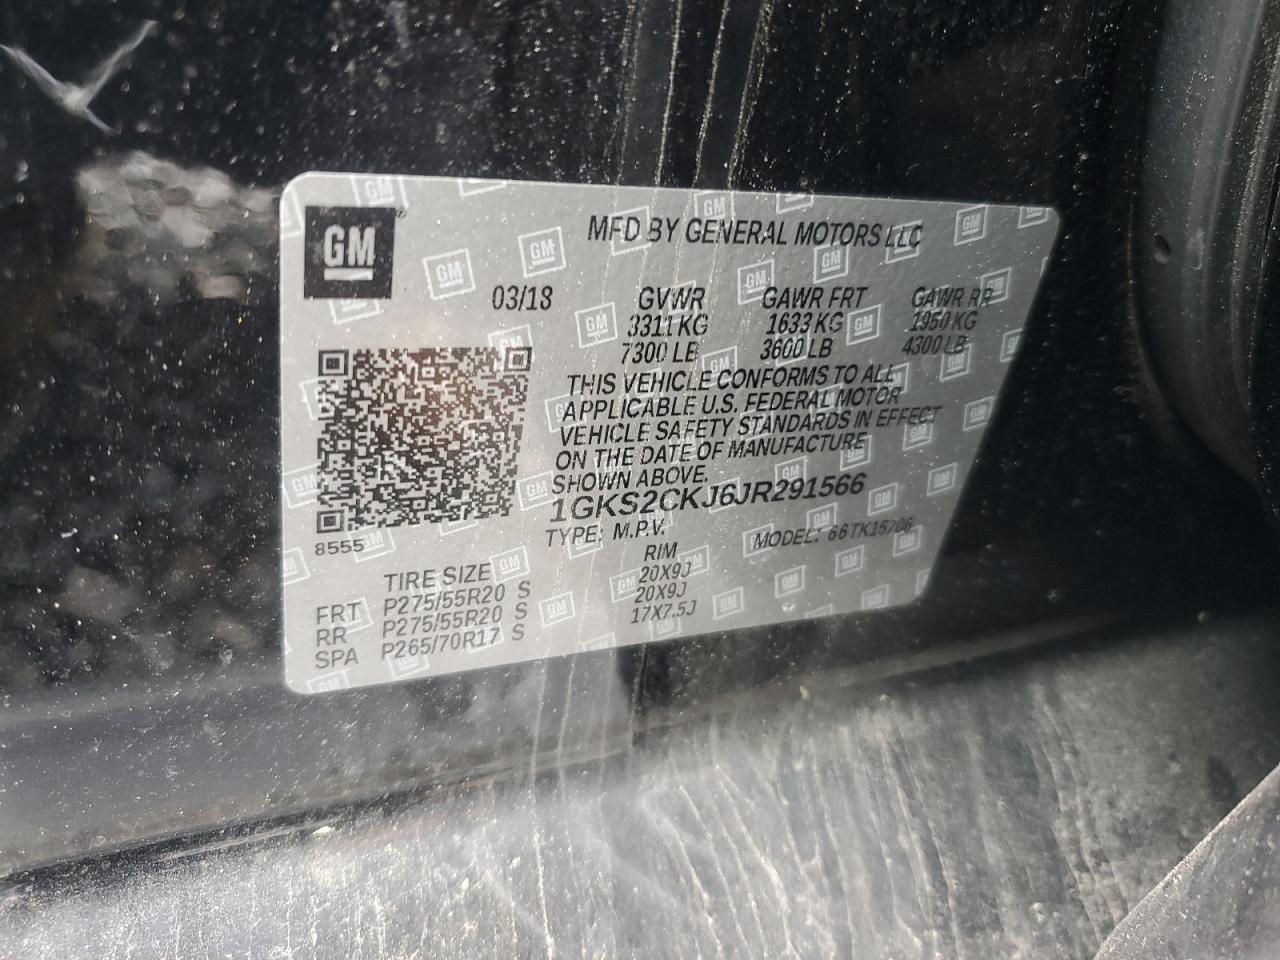 GM
MFD BY GENERAL MOTORS LLC
03/18 GVWR GAWR FRT GAWR RR
3311 KG 1633 KG 1950 KG
7300 LB 3600 LB 4300 LB
THIS VEHICLE CONFORMS TO ALL
APPLICABLE U.S. FEDERAL MOTOR
VEHICLE SAFETY STANDARDS IN EFFECT
ON THE DATE OF MANUFACTURE
SHOWN ABOVE.
1GKS2CKJ6JR291566
TYPE: M.P.V. MODEL: 66TK15706
8555
TIRE SIZE RIM
FRT P275/55R20 S 20X9J
RR P275/55R20 S 20X9J
SPA P265/70R17 S 17X7.5J